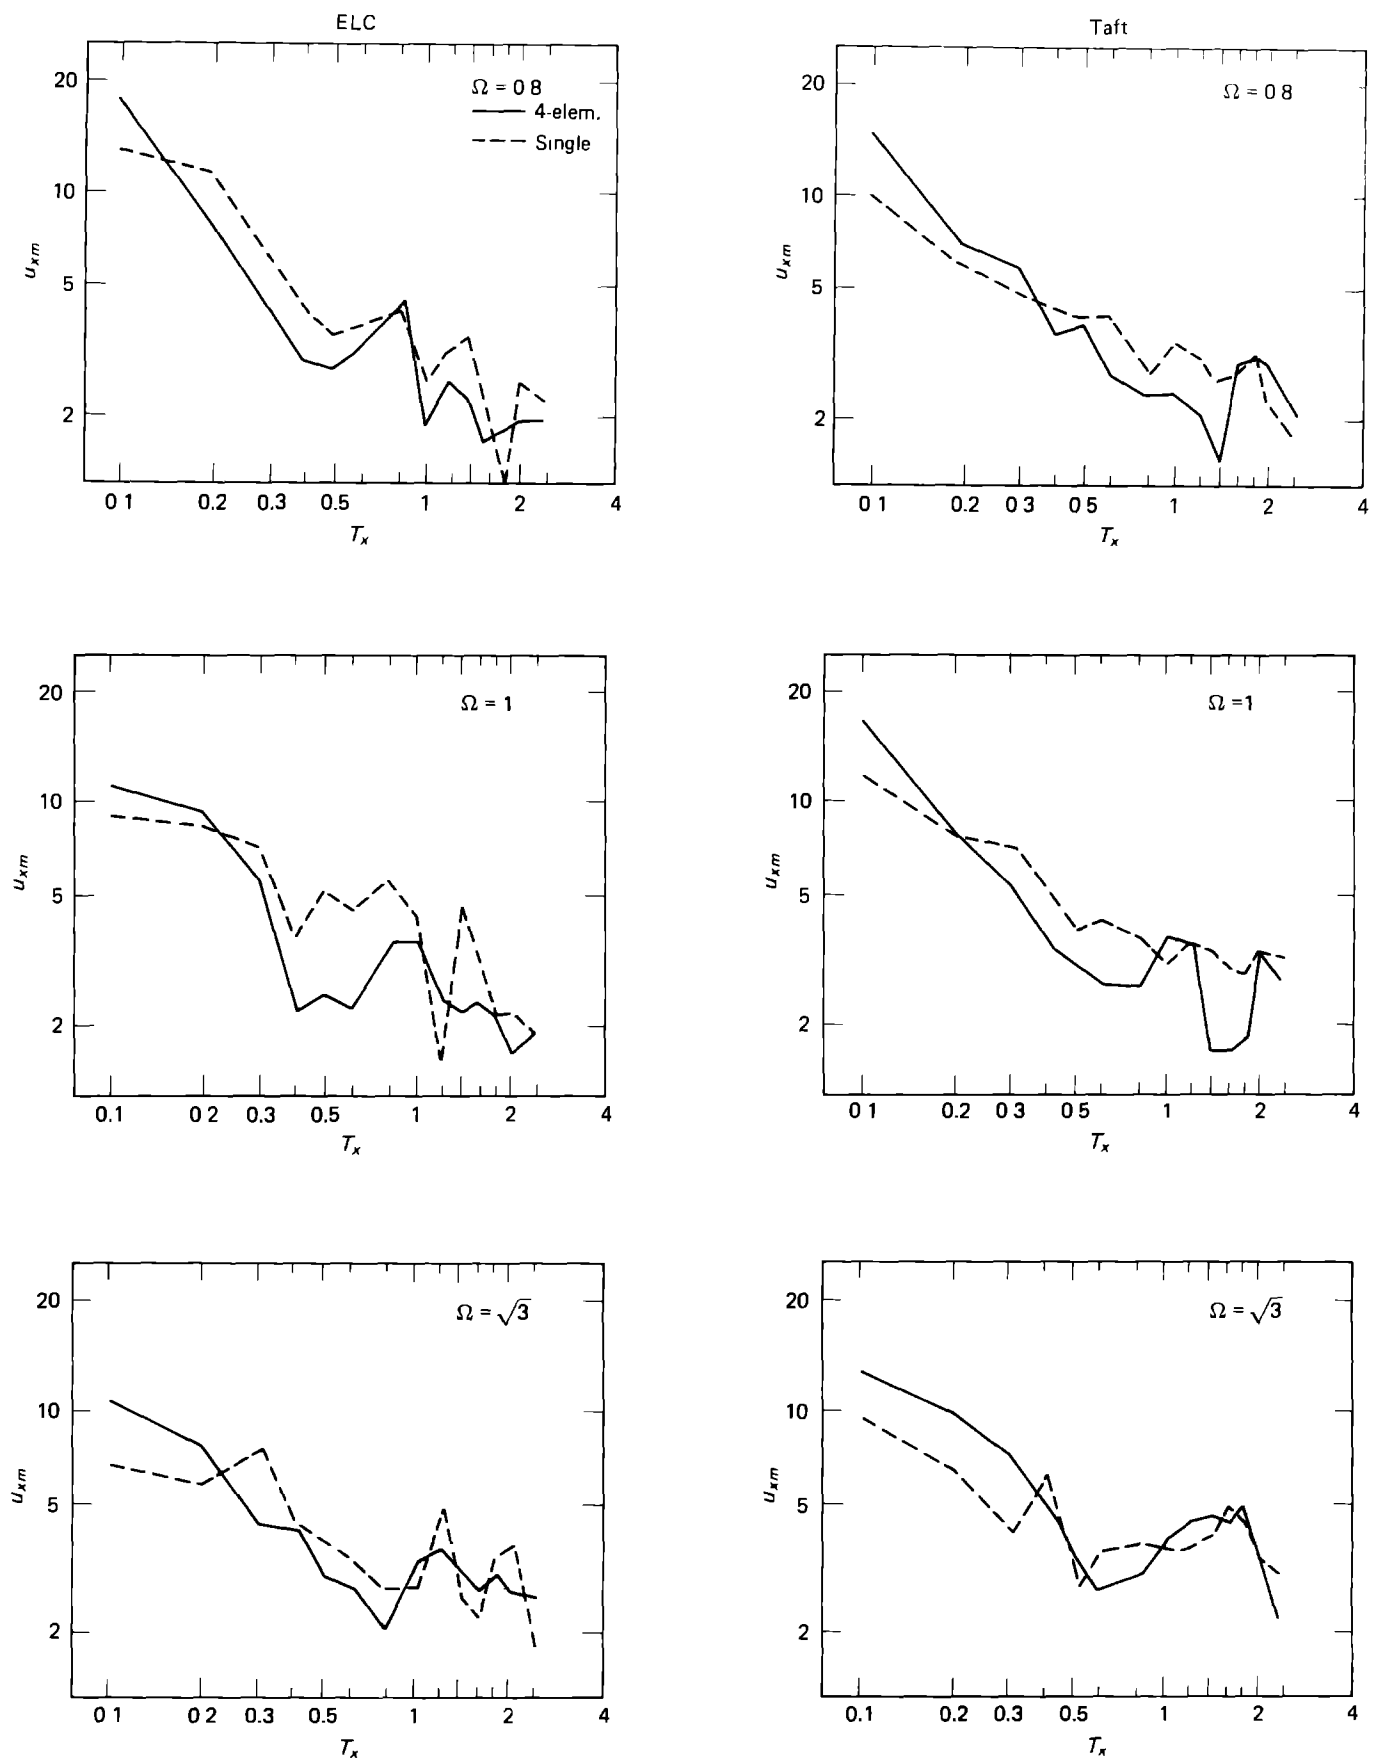 ELC
Ω = 0 8
4-elem.
Single
20
10
5
2
u_xm
0 1 0.2 0.3 0.5 1 2 4
T_x
Taft
Ω = 0 8
20
10
5
2
u_xm
0 1 0.2 0 3 0 5 1 2 4
T_x
Ω = 1
20
10
5
2
u_xm
0.1 0 2 0.3 0.5 1 2 4
T_x
Ω =1
20
10
5
2
u_xm
0 1 0.2 0 3 0 5 1 2 4
T_x
Ω = √3
20
10
5
2
u_xm
0 1 0 2 0.3 0.5 1 2 4
T_x
Ω = √3
20
10
5
2
u_xm
0.1 0.2 0.3 0.5 1 2 4
T_x